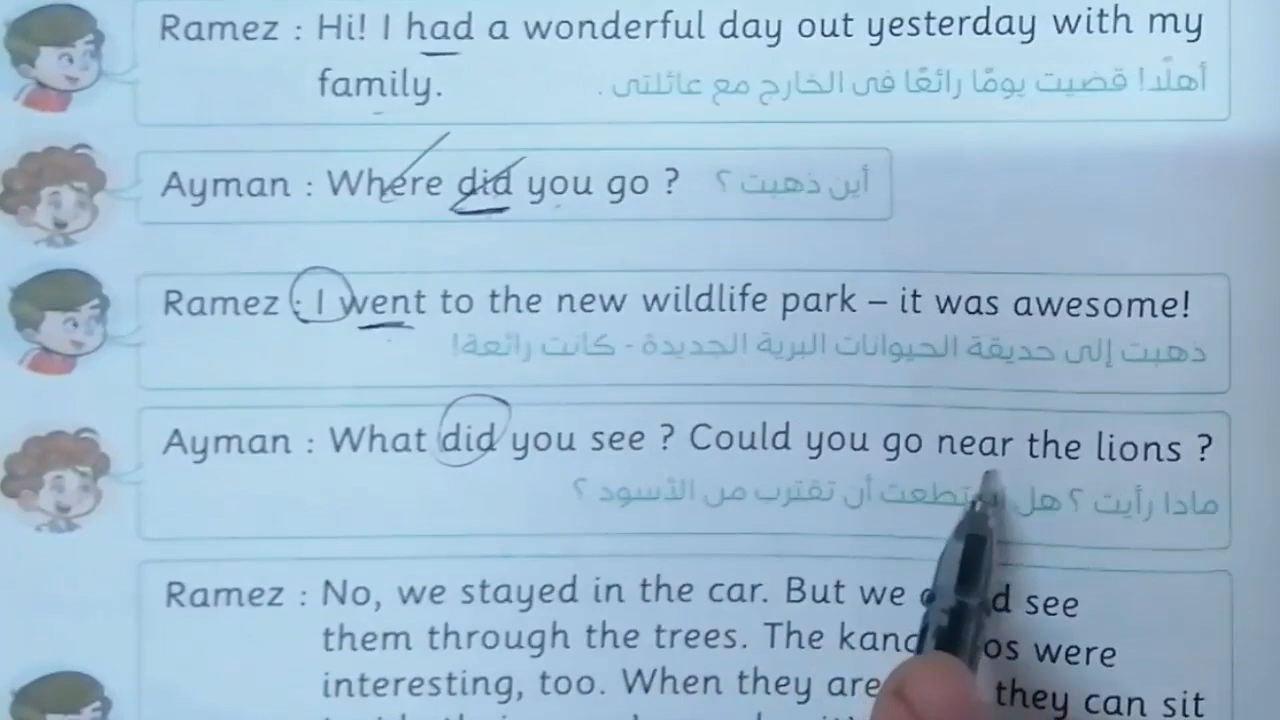 Ramez : Hi! I had a wonderful day out yesterday with my
family.
أهلًا! قضيت يومًا رائعًا فى الخارج مع عائلتى.
Ayman : Where did you go ?
أين ذهبت ؟
Ramez : I went to the new wildlife park – it was awesome!
ذهبت إلى حديقة الحيوانات البرية الجديدة - كانت رائعة!
Ayman : What did you see ? Could you go near the lions ?
ماذا رأيت ؟ هل استطعت أن تقترب من الأسود ؟
Ramez : No, we stayed in the car. But we see
them through the trees. The were
interesting, too. When they are they can sit